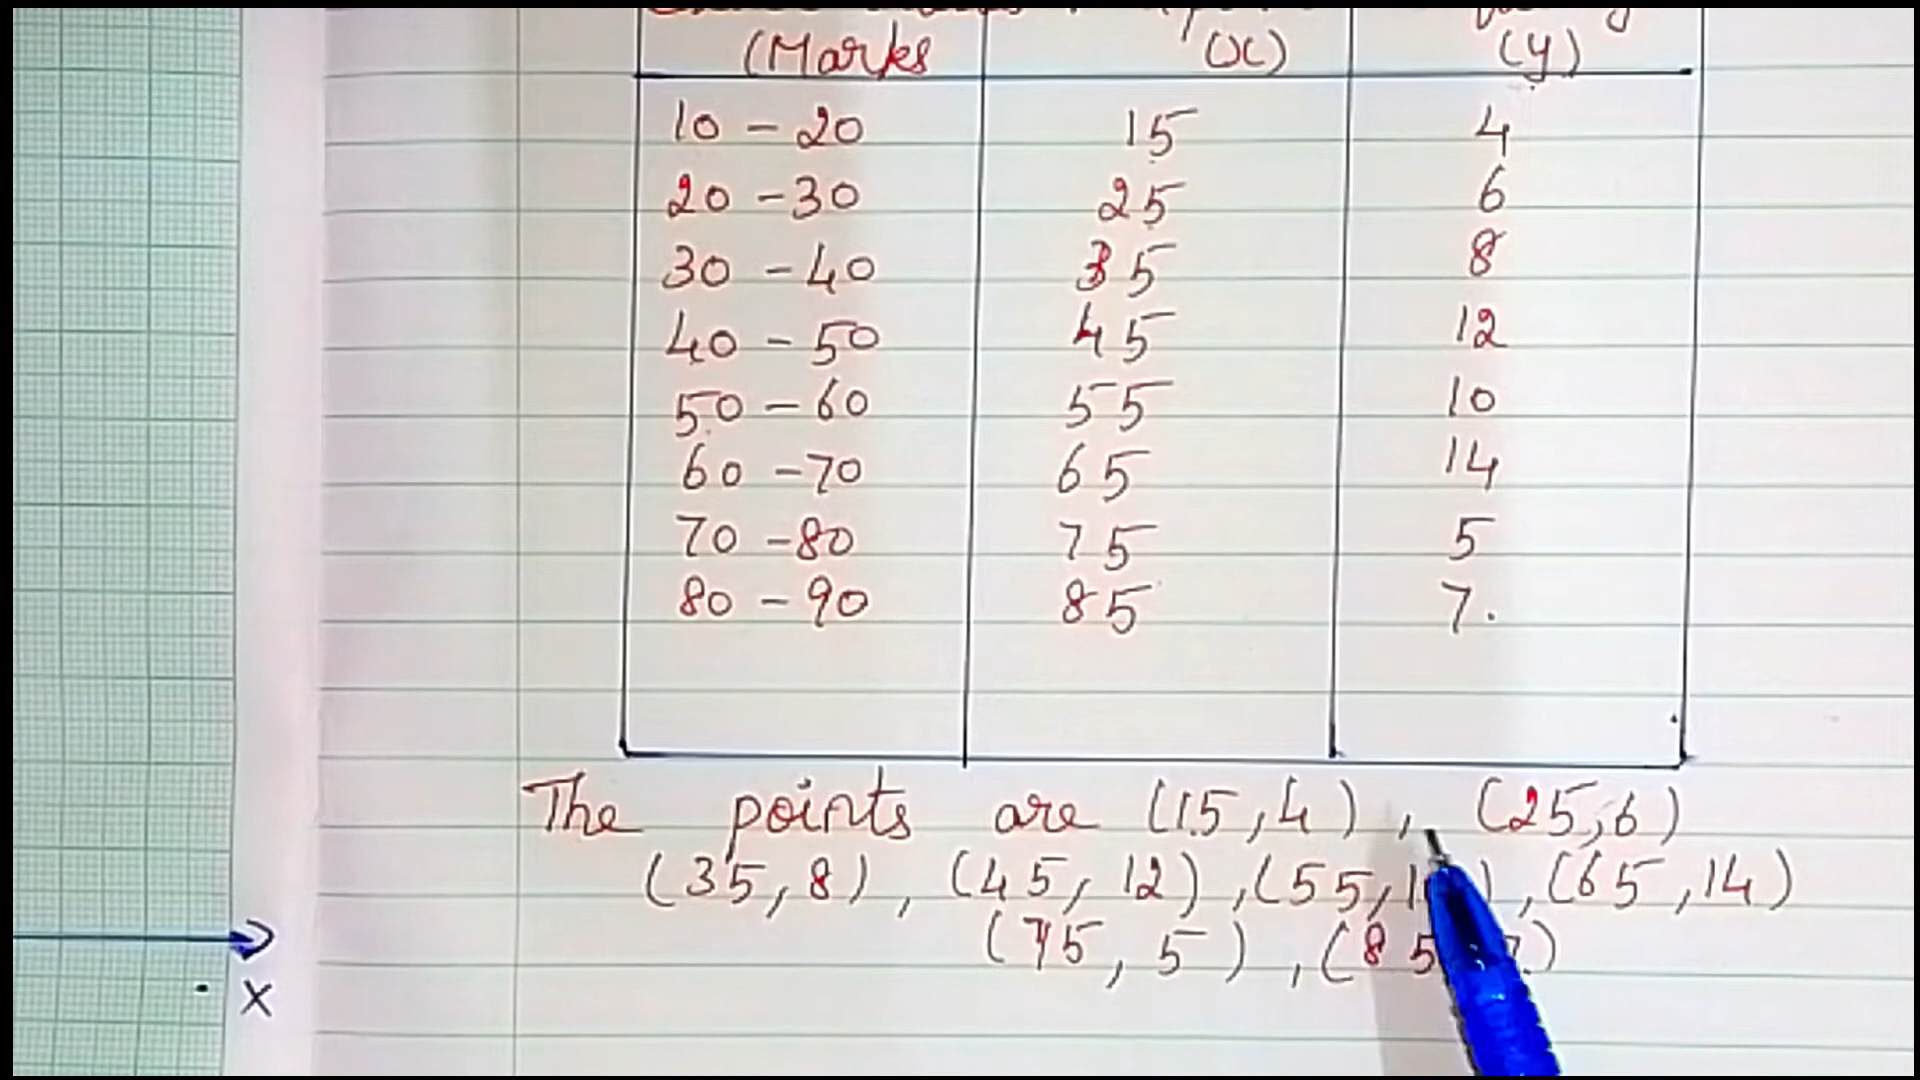 (Marks (x) (y)
10 - 20 15 4
20 - 30 25 6
30 - 40 35 8
40 - 50 45 12
50 - 60 55 10
60 - 70 65 14
70 - 80 75 5
80 - 90 85 7.
The points are (15,4), (25,6)
(35,8), (45,12), (55, ), (65,14)
(75,5), (85 )
X